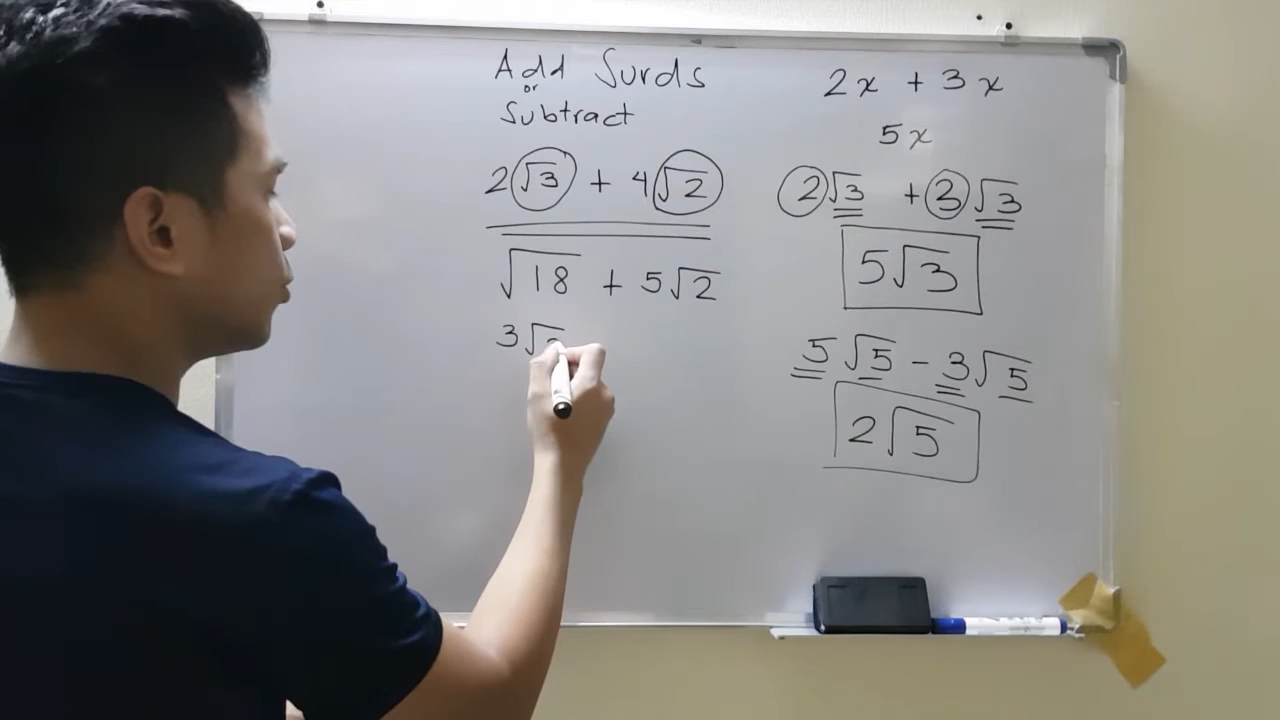 Add Surds
or
Subtract
2√3 + 4√2
√18 + 5√2
3√
2x + 3x
5x
2√3 + 3√3
5√3
5√5 - 3√5
2√5